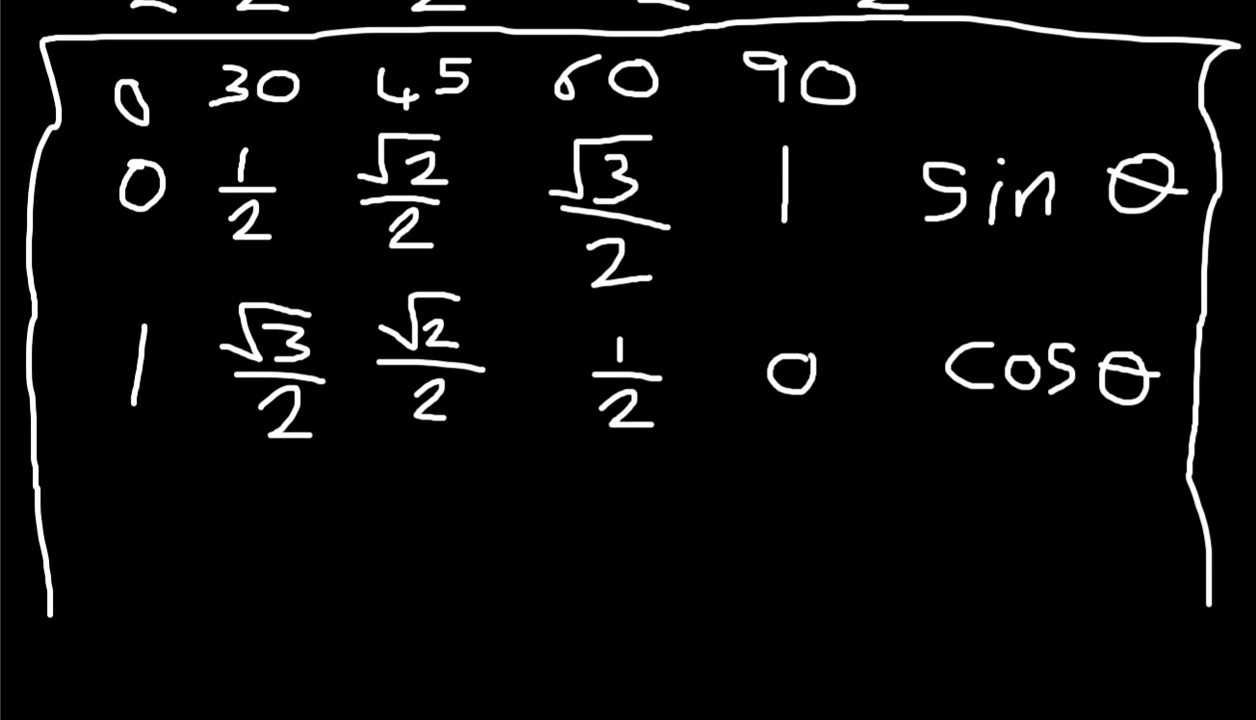 0 30 45 60 90
0 1/2 √2/2 √3/2 1 sin θ
1 √3/2 √2/2 1/2 0 cos θ